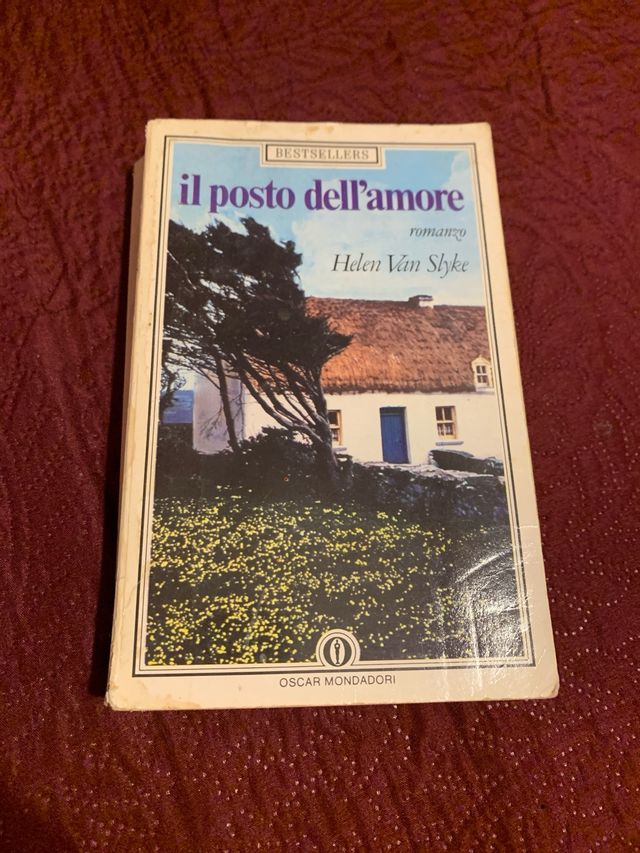 BESTSELLERS
il posto dell'amore
romanzo
Helen Van Slyke
OSCAR MONDADORI